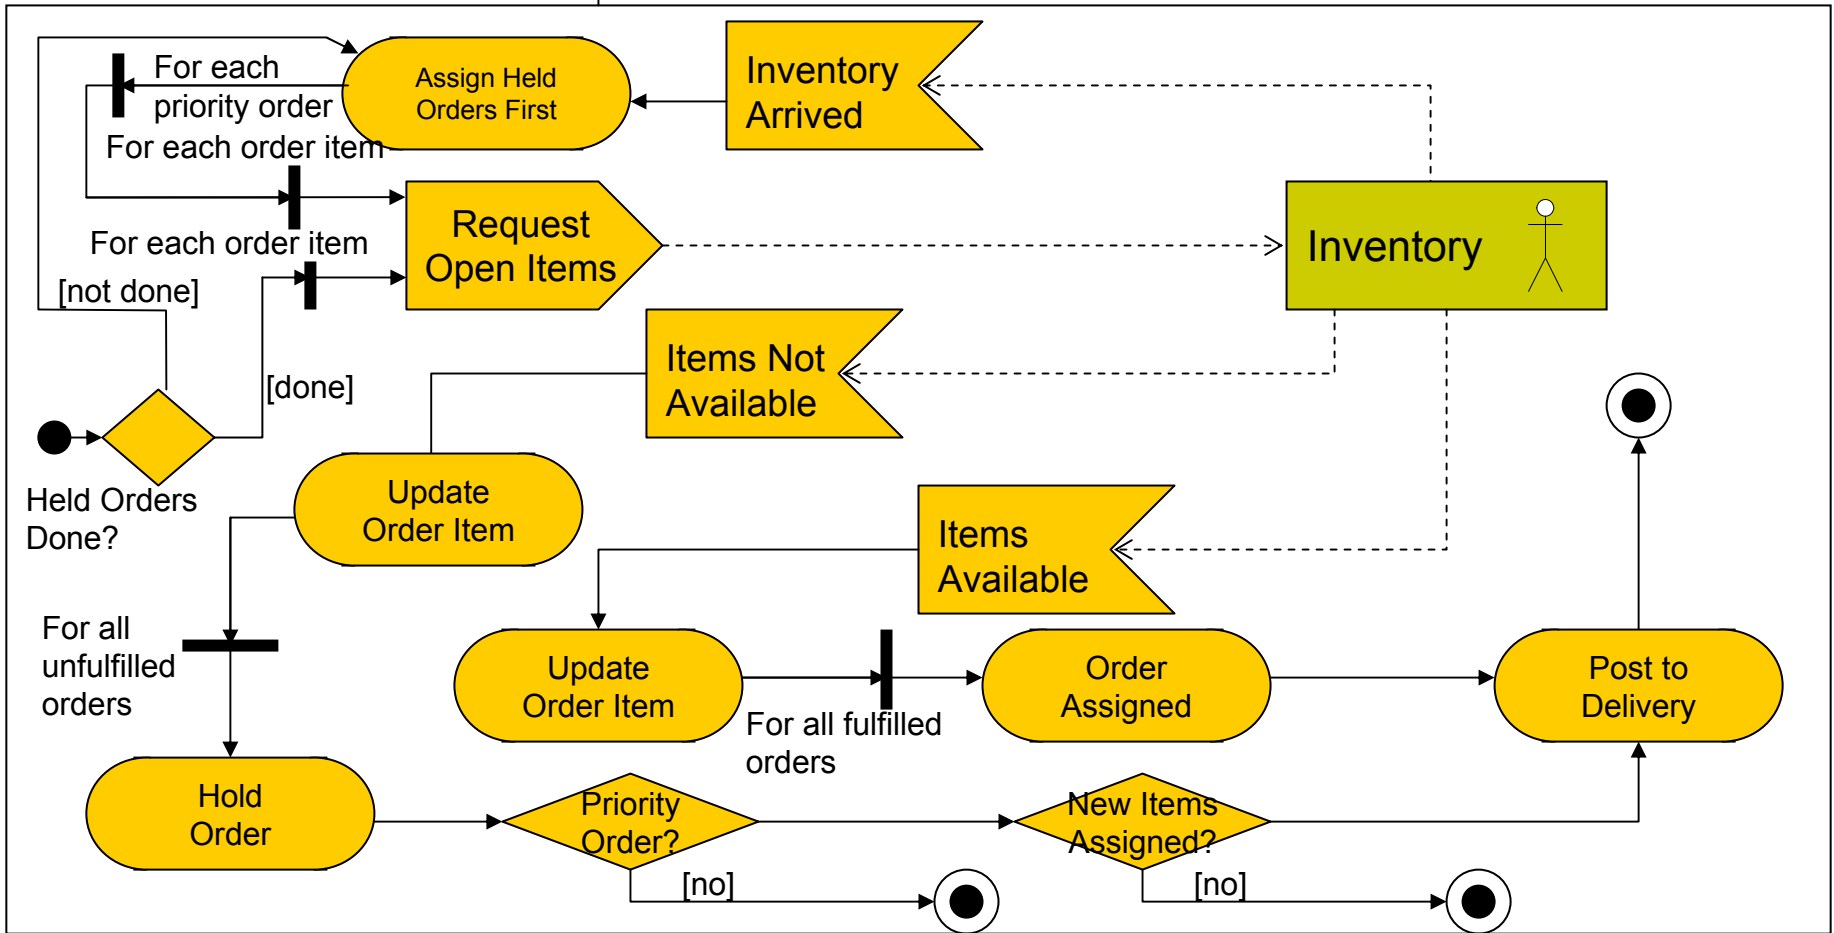 For each
priority order
Assign Held
Orders First
Inventory
Arrived
For each order item
Request
Open Items
Inventory
For each order item
[not done]
[done]
Items Not
Available
Held Orders
Done?
Update
Order Item
Items
Available
For all
unfulfilled
orders
Update
Order Item
For all fulfilled
orders
Order
Assigned
Post to
Delivery
Hold
Order
Priority
Order?
[no]
New Items
Assigned?
[no]